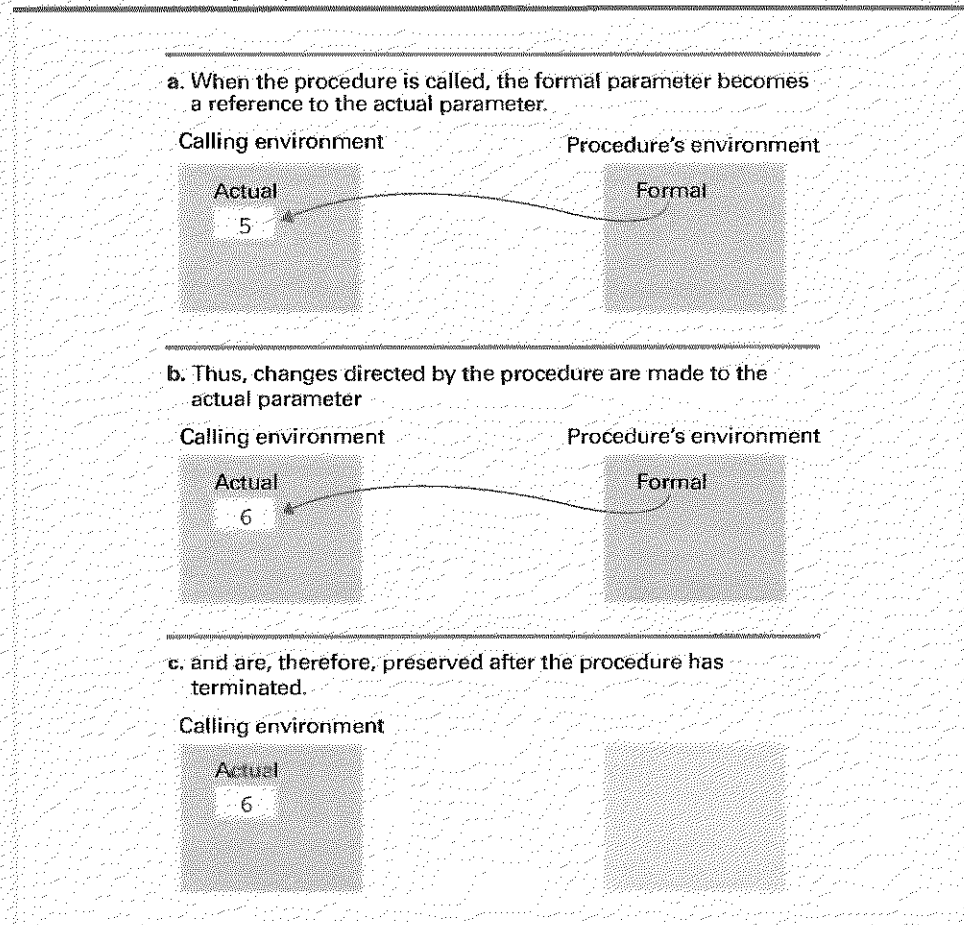 a. When the procedure is called, the formal parameter becomes
a reference to the actual parameter.
Calling environment
Procedure's environment
Actual
Formal
5
b. Thus, changes directed by the procedure are made to the
actual parameter
Calling environment
Procedure's environment
Actual
Formal
6
c. and are, therefore, preserved after the procedure has
terminated.
Calling environment
Actual
6